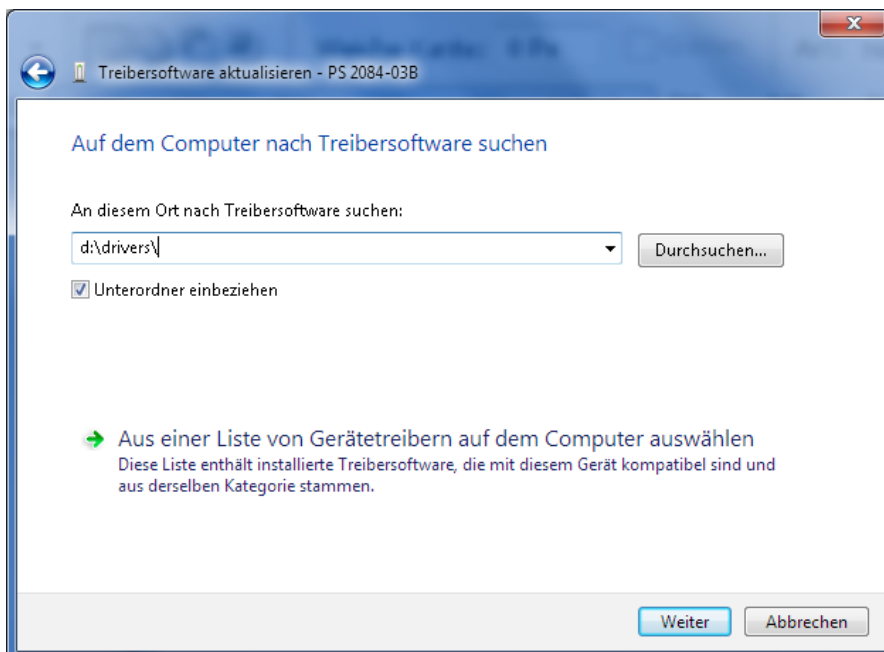 Treibersoftware aktualisieren - PS 2084-03B
Auf dem Computer nach Treibersoftware suchen
An diesem Ort nach Treibersoftware suchen:
d:\drivers\
Durchsuchen...
Unterordner einbeziehen
Aus einer Liste von Gerätetreibern auf dem Computer auswählen
Diese Liste enthält installierte Treibersoftware, die mit diesem Gerät kompatibel sind und
aus derselben Kategorie stammen.
Weiter
Abbrechen